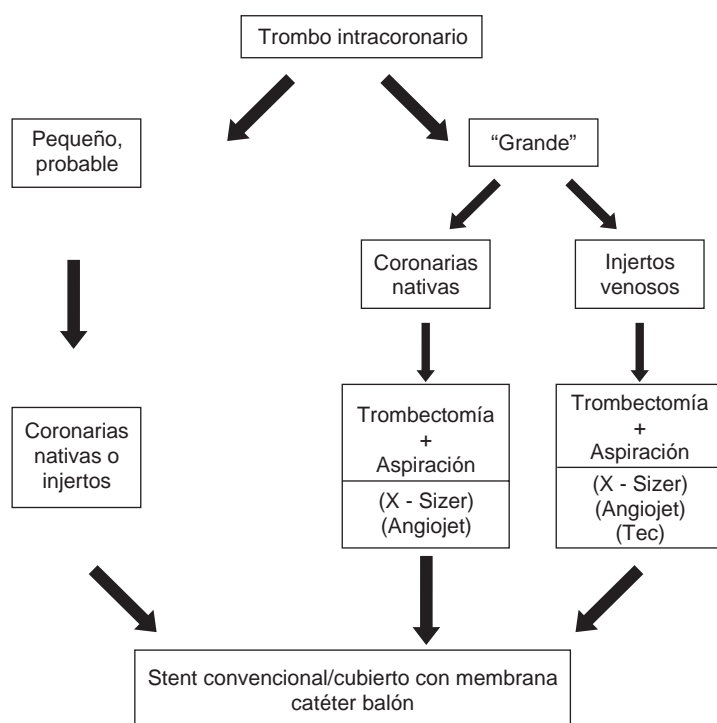 Trombo intracoronario
Pequeño,
probable
“Grande”
Coronarias
nativas
Injertos
venosos
Coronarias
nativas o
injertos
Trombectomía
+
Aspiración
(X - Sizer)
(Angiojet)
Trombectomía
+
Aspiración
(X - Sizer)
(Angiojet)
(Tec)
Stent convencional/cubierto con membrana
catéter balón